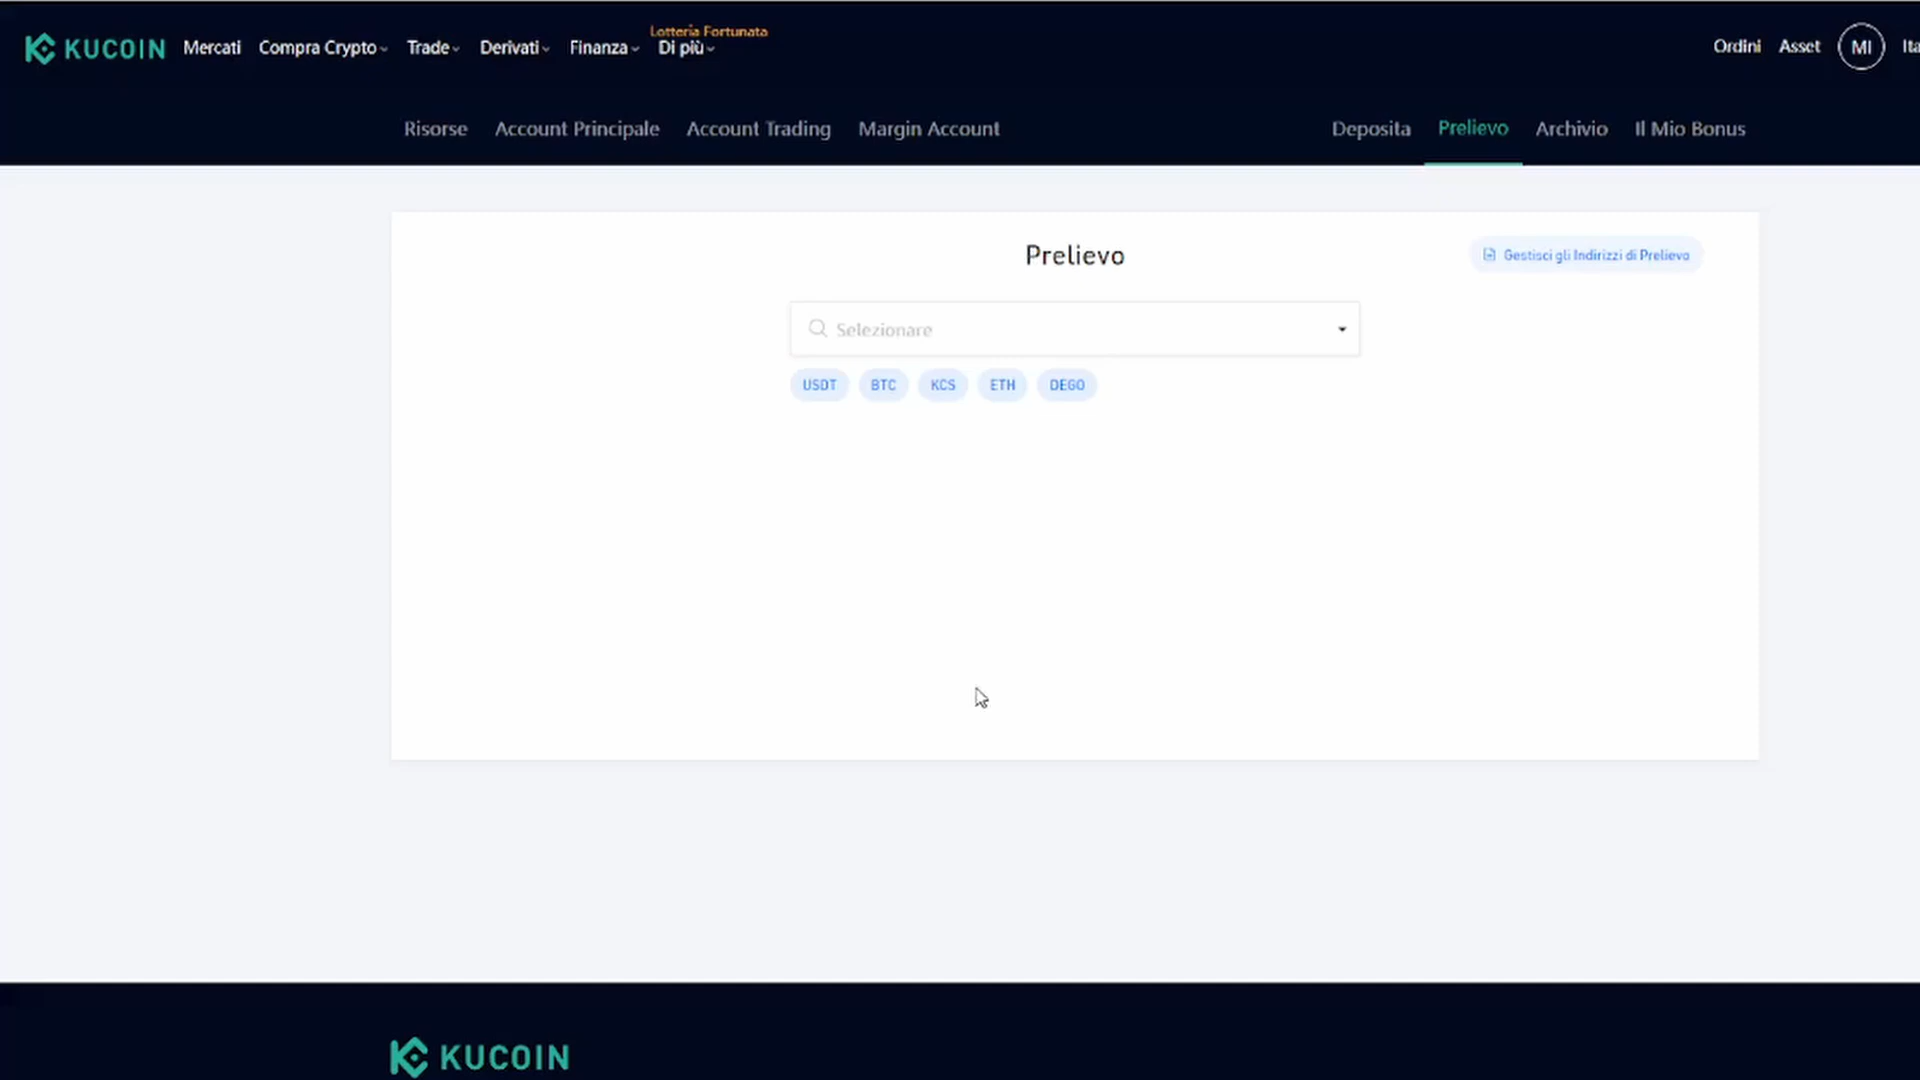 KUCOIN Mercati Compra Crypto Trade Derivati Finanza Lotteria Fortunata Di più Ordini Asset MI
Risorse Account Principale Account Trading Margin Account Deposita Prelievo Archivio Il Mio Bonus
Prelievo Gestisci gli Indirizzi di Prelievo
Selezionare
USDT BTC KCS ETH DEGO
KUCOIN